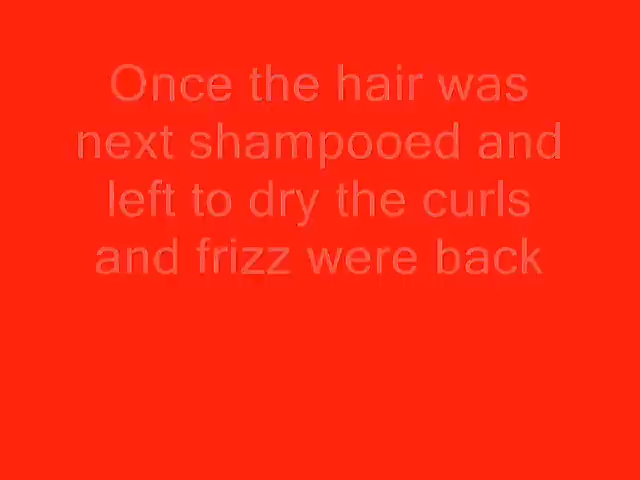 Once the hair was
next shampooed and
left to dry the curls
and frizz were back